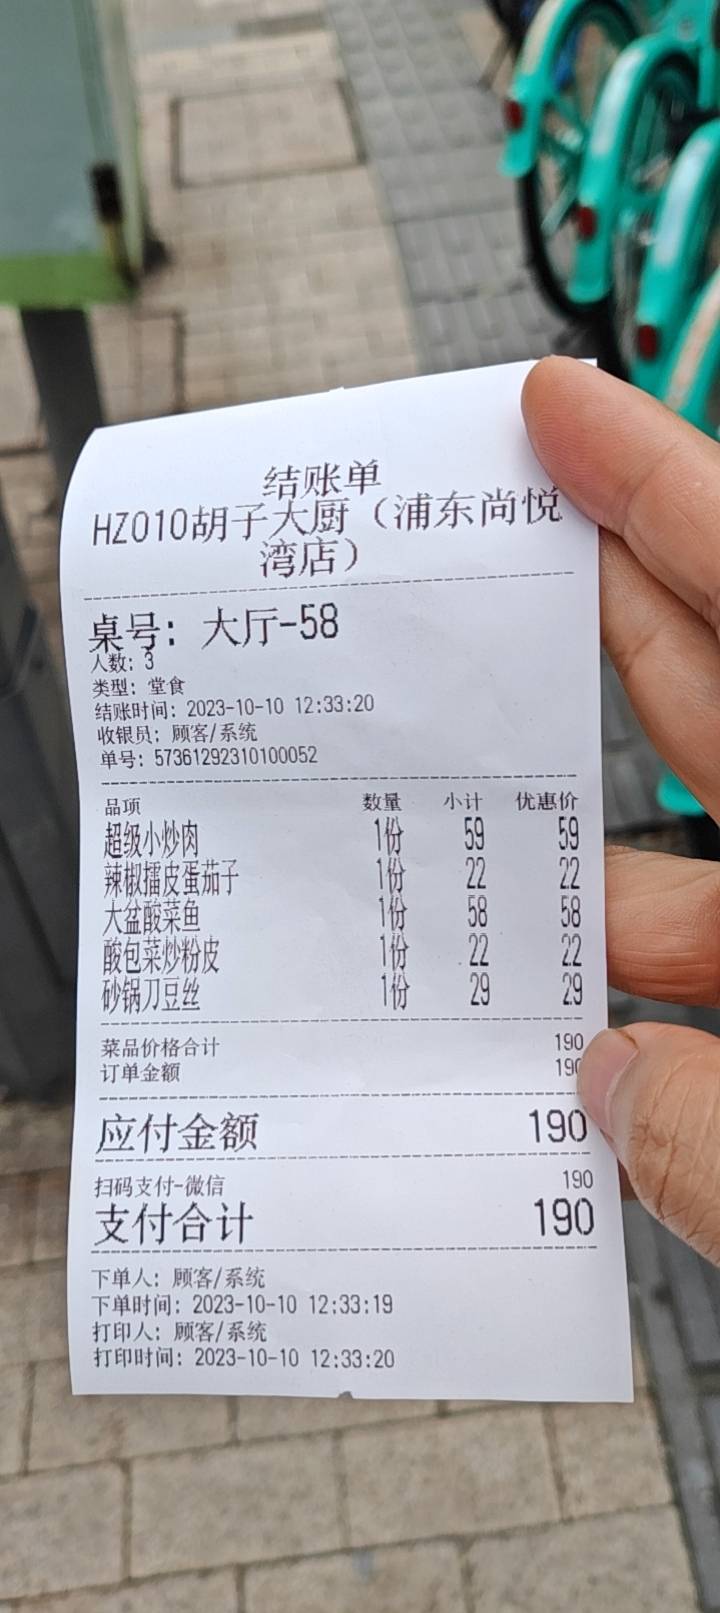 结账单
HZ010胡子大厨（浦东尚悦
湾店）
桌号：大厅-58
人数：3
类型：堂食
结账时间：2023-10-10 12:33:20
收银员：顾客/系统
单号：57361292310100052
品项 数量 小计 优惠价
超级小炒肉 1份 59 59
辣椒擂皮蛋茄子 1份 22 22
大盆酸菜鱼 1份 58 58
酸包菜炒粉皮 1份 22 22
砂锅刀豆丝 1份 29 29
菜品价格合计 190
订单金额 190
应付金额 190
扫码支付-微信 190
支付合计 190
下单人：顾客/系统
下单时间：2023-10-10 12:33:19
打印人：顾客/系统
打印时间：2023-10-10 12:33:20